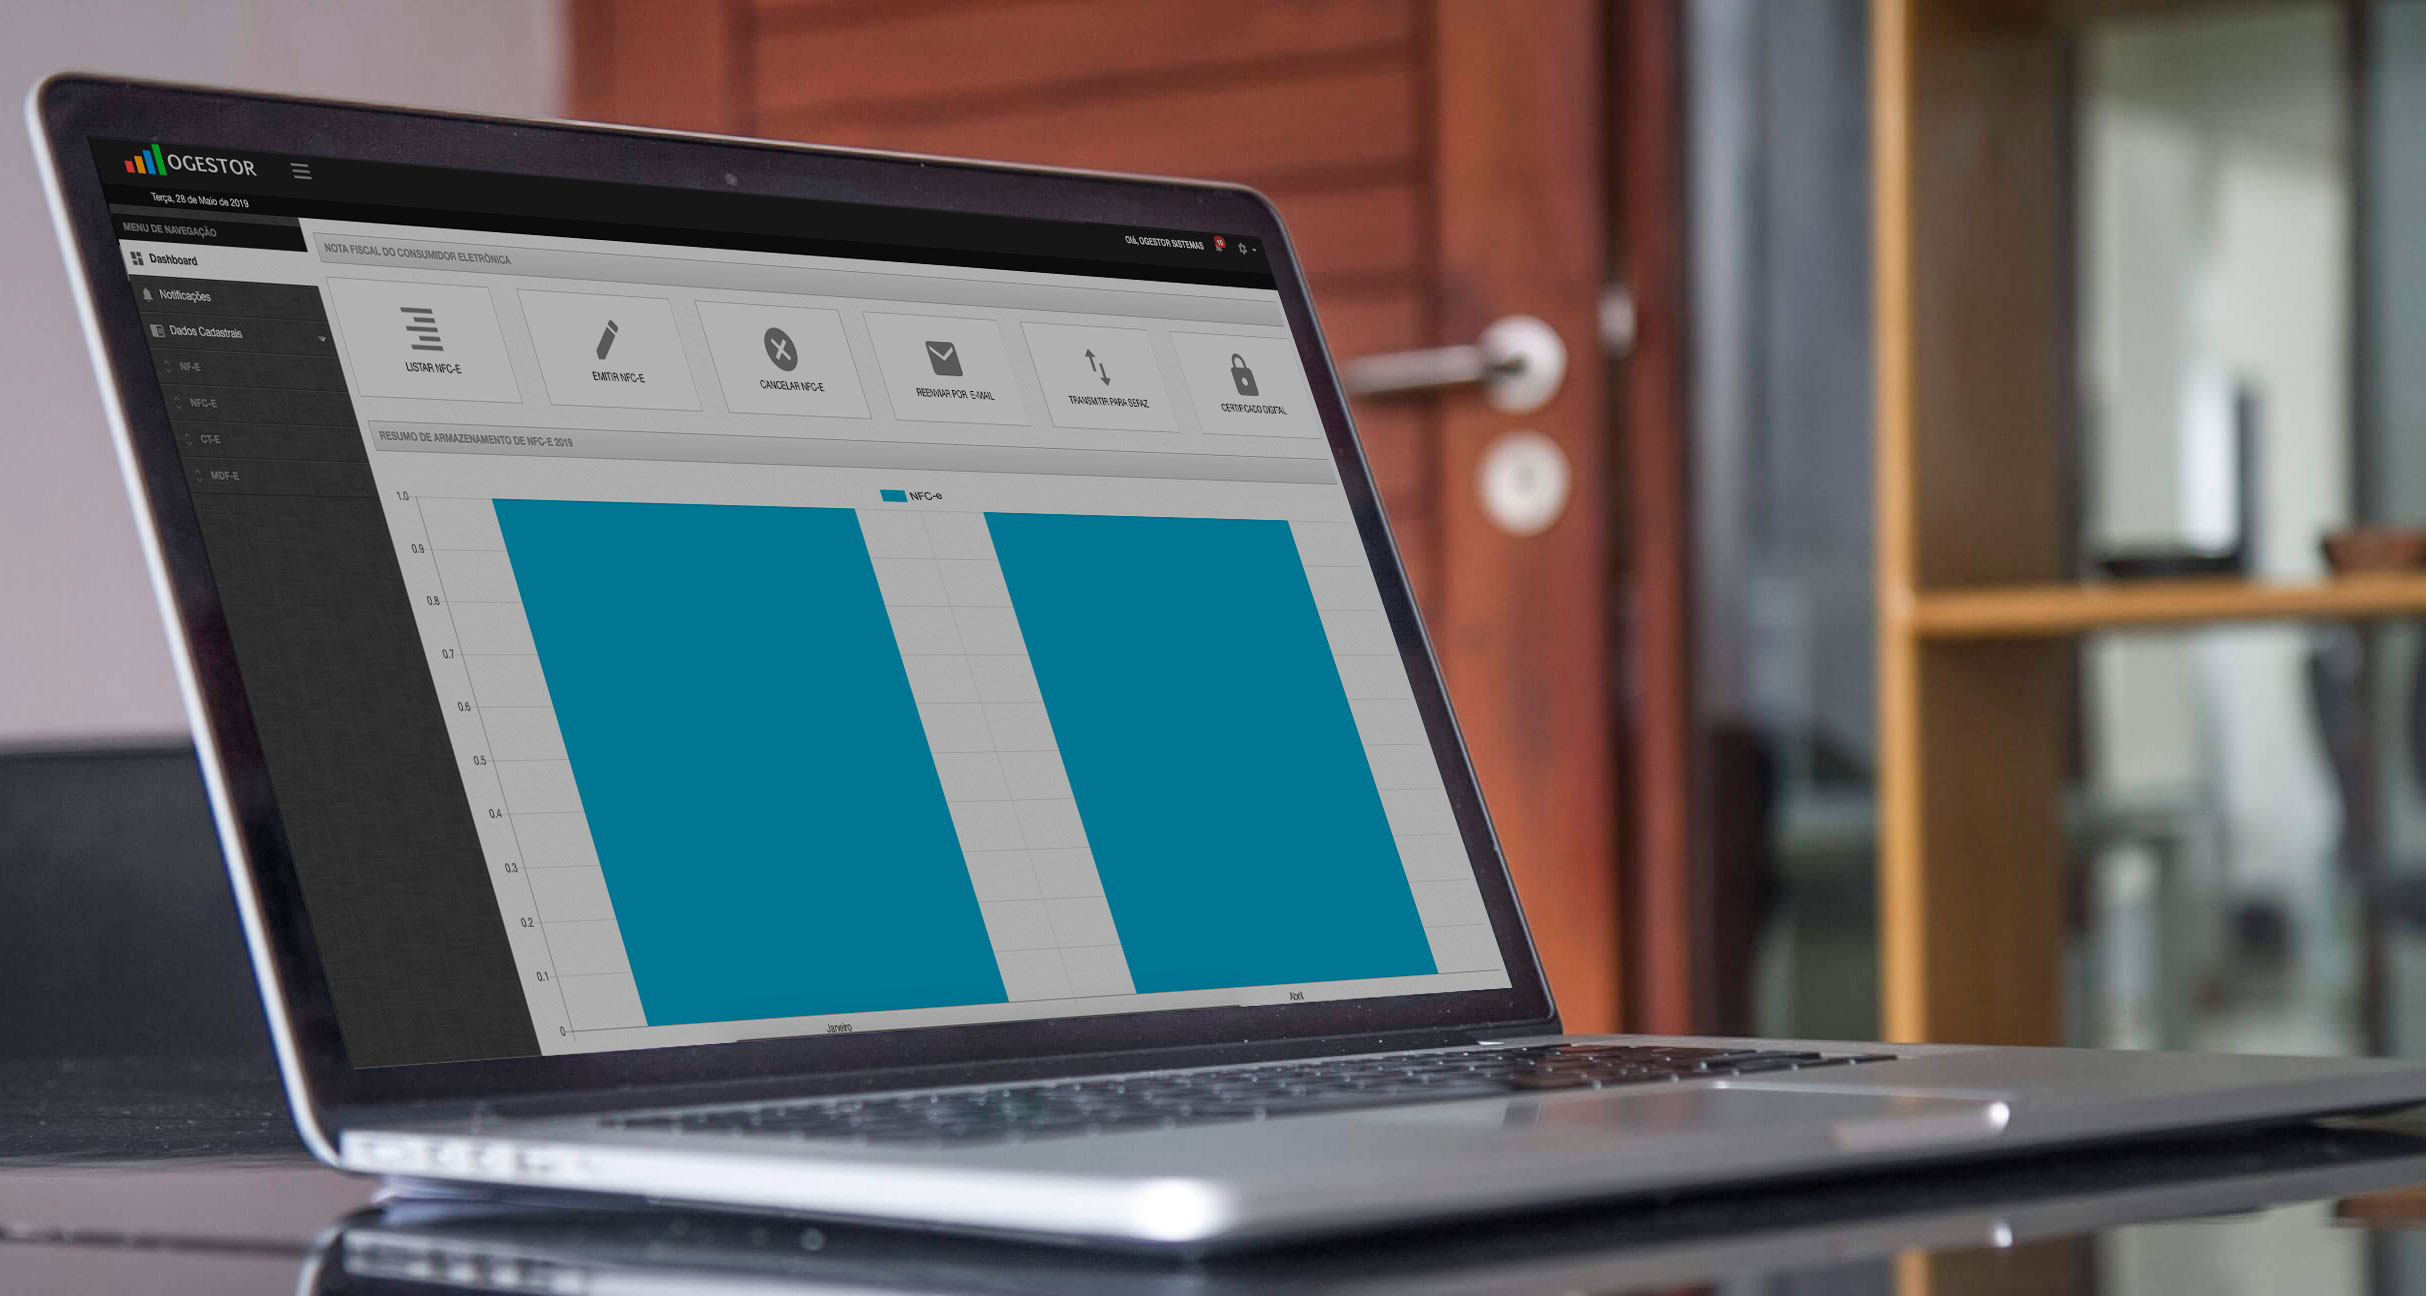 OGESTOR
Terça, 28 de Maio de 2019
Olá, OGESTOR SISTEMAS
10
MENU DE NAVEGAÇÃO
Dashboard
Notificações
Dados Cadastrais
NF-E
NFC-E
CT-E
MDF-E
NOTA FISCAL DO CONSUMIDOR ELETRÔNICA
LISTAR NFC-E
EMITIR NFC-E
CANCELAR NFC-E
REENVIAR POR E-MAIL
TRANSMITIR PARA SEFAZ
CERTIFICADO DIGITAL
RESUMO DE ARMAZENAMENTO DE NFC-E 2019
NFC-e
1.0
0.9
0.8
0.7
0.6
0.5
0.4
0.3
0.2
0.1
0
Janeiro
Abril